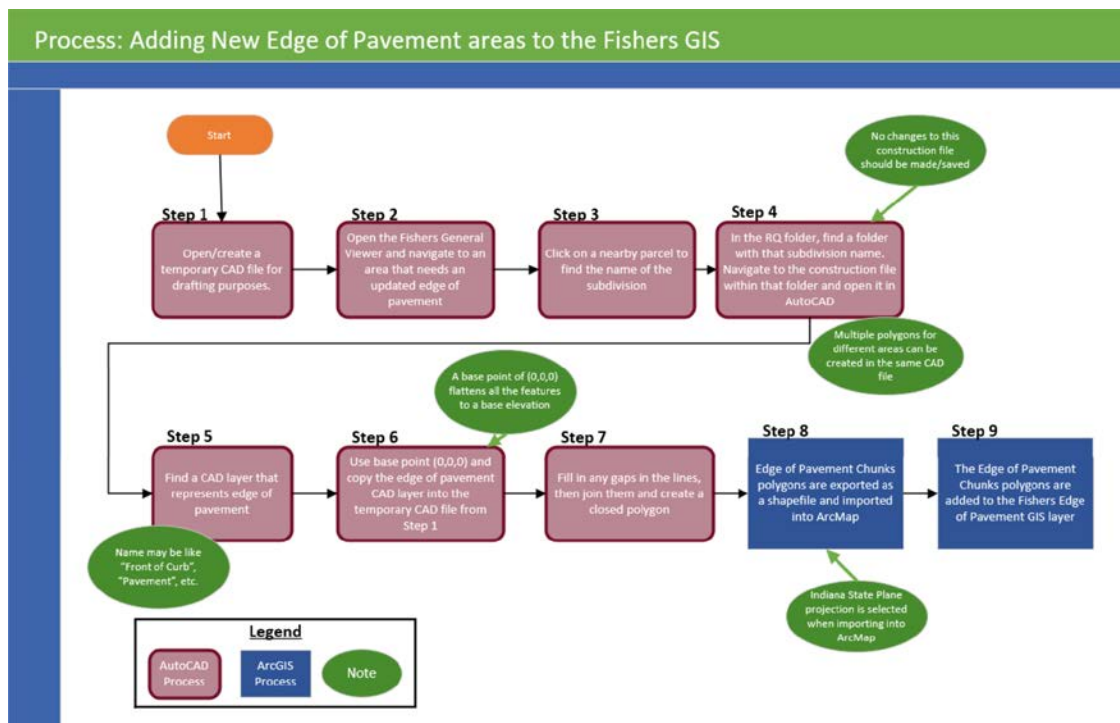 Process: Adding New Edge of Pavement areas to the Fishers GIS
Start
No changes to this
construction file
should be made/saved
Step 1
Open/create a
temporary CAD file for
drafting purposes.
Step 2
Open the Fishers General
Viewer and navigate to an
area that needs an
updated edge of
pavement
Step 3
Click on a nearby parcel to
find the name of the
subdivision
Step 4
In the RQ folder, find a folder
with that subdivision name.
Navigate to the construction file
within that folder and open it in
AutoCAD
Multiple polygons for
different areas can be
created in the same CAD
file
A base point of (0,0,0)
flattens all the features
to a base elevation
Step 5
Find a CAD layer that
represents edge of
pavement
Name may be like
"Front of Curb",
"Pavement", etc.
Step 6
Use base point (0,0,0) and
copy the edge of pavement
CAD layer into the
temporary CAD file from
Step 1
Step 7
Fill in any gaps in the lines,
then join them and create a
closed polygon
Step 8
Edge of Pavement Chunks
polygons are exported as
a shapefile and imported
into ArcMap
Step 9
The Edge of Pavement
Chunks polygons are
added to the Fishers Edge
of Pavement GIS layer
Indiana State Plane
projection is selected
when importing into
ArcMap
Legend
AutoCAD
Process
ArcGIS
Process
Note